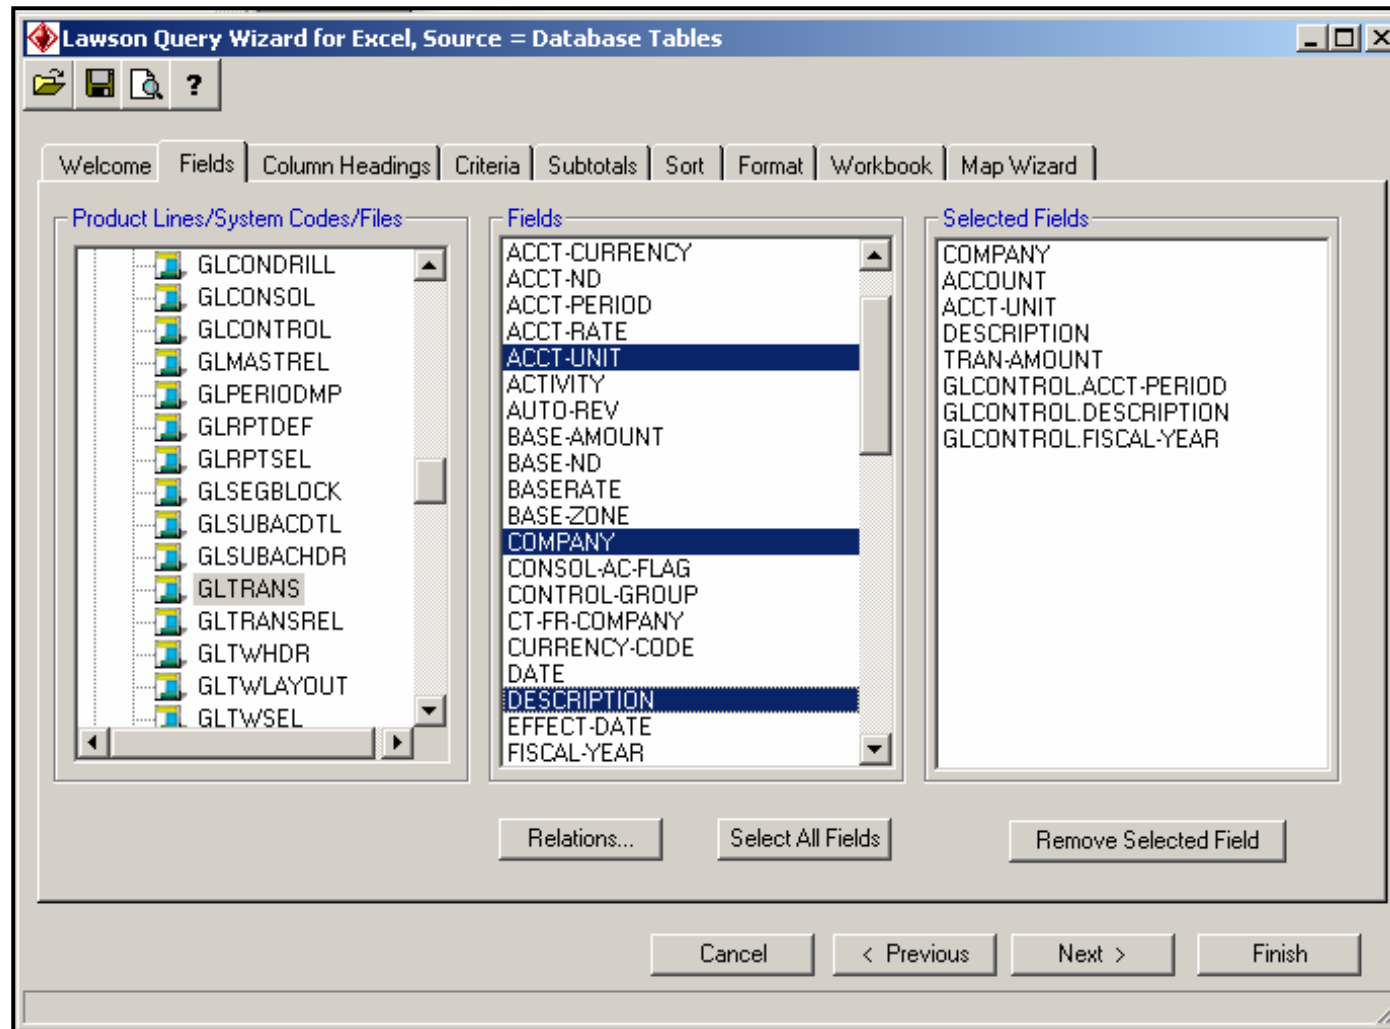 Lawson Query Wizard for Excel, Source = Database Tables
?
Welcome Fields Column Headings Criteria Subtotals Sort Format Workbook Map Wizard
Product Lines/System Codes/Files
GLCONDRILL
GLCONSOL
GLCONTROL
GLMASTREL
GLPERIODMP
GLRPTDEF
GLRPTSEL
GLSEGBLOCK
GLSUBACDTL
GLSUBACHDR
GLTRANS
GLTRANSREL
GLTWHDR
GLTWLAYOUT
GLTWSEL
Fields
ACCT-CURRENCY
ACCT-ND
ACCT-PERIOD
ACCT-RATE
ACCT-UNIT
ACTIVITY
AUTO-REV
BASE-AMOUNT
BASE-ND
BASERATE
BASE-ZONE
COMPANY
CONSOL-AC-FLAG
CONTROL-GROUP
CT-FR-COMPANY
CURRENCY-CODE
DATE
DESCRIPTION
EFFECT-DATE
FISCAL-YEAR
Selected Fields
COMPANY
ACCOUNT
ACCT-UNIT
DESCRIPTION
TRAN-AMOUNT
GLCONTROL.ACCT-PERIOD
GLCONTROL.DESCRIPTION
GLCONTROL.FISCAL-YEAR
Relations... Select All Fields Remove Selected Field
Cancel < Previous Next > Finish